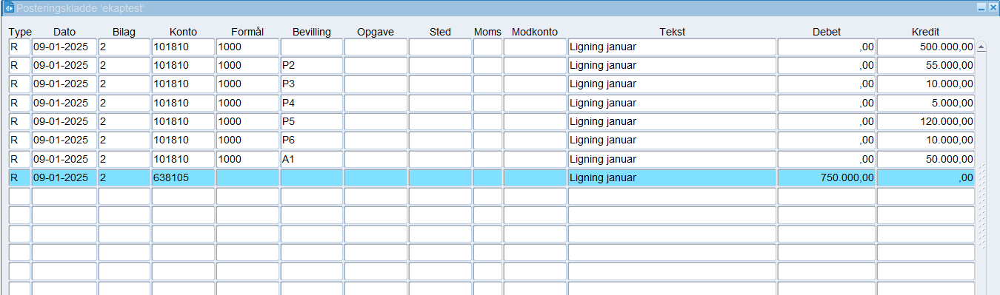 Posteringskladde 'ekaptest'
Type Dato Bilag Konto Formål Bevilling Opgave Sted Moms Modkonto Tekst Debet Kredit
R 09-01-2025 2 101810 1000 Ligning januar ,00 500.000,00
R 09-01-2025 2 101810 1000 P2 Ligning januar ,00 55.000,00
R 09-01-2025 2 101810 1000 P3 Ligning januar ,00 10.000,00
R 09-01-2025 2 101810 1000 P4 Ligning januar ,00 5.000,00
R 09-01-2025 2 101810 1000 P5 Ligning januar ,00 120.000,00
R 09-01-2025 2 101810 1000 P6 Ligning januar ,00 10.000,00
R 09-01-2025 2 101810 1000 A1 Ligning januar ,00 50.000,00
R 09-01-2025 2 638105 Ligning januar 750.000,00 ,00